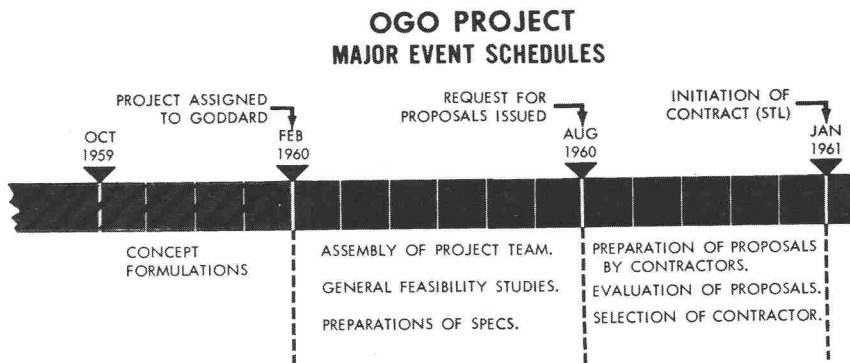 OGO PROJECT
MAJOR EVENT SCHEDULES
PROJECT ASSIGNED
TO GODDARD
REQUEST FOR
PROPOSALS ISSUED
INITIATION OF
CONTRACT (STL)
OCT
1959
FEB
1960
AUG
1960
JAN
1961
CONCEPT
FORMULATIONS
ASSEMBLY OF PROJECT TEAM.
GENERAL FEASIBILITY STUDIES.
PREPARATIONS OF SPECS.
PREPARATION OF PROPOSALS
BY CONTRACTORS.
EVALUATION OF PROPOSALS.
SELECTION OF CONTRACTOR.